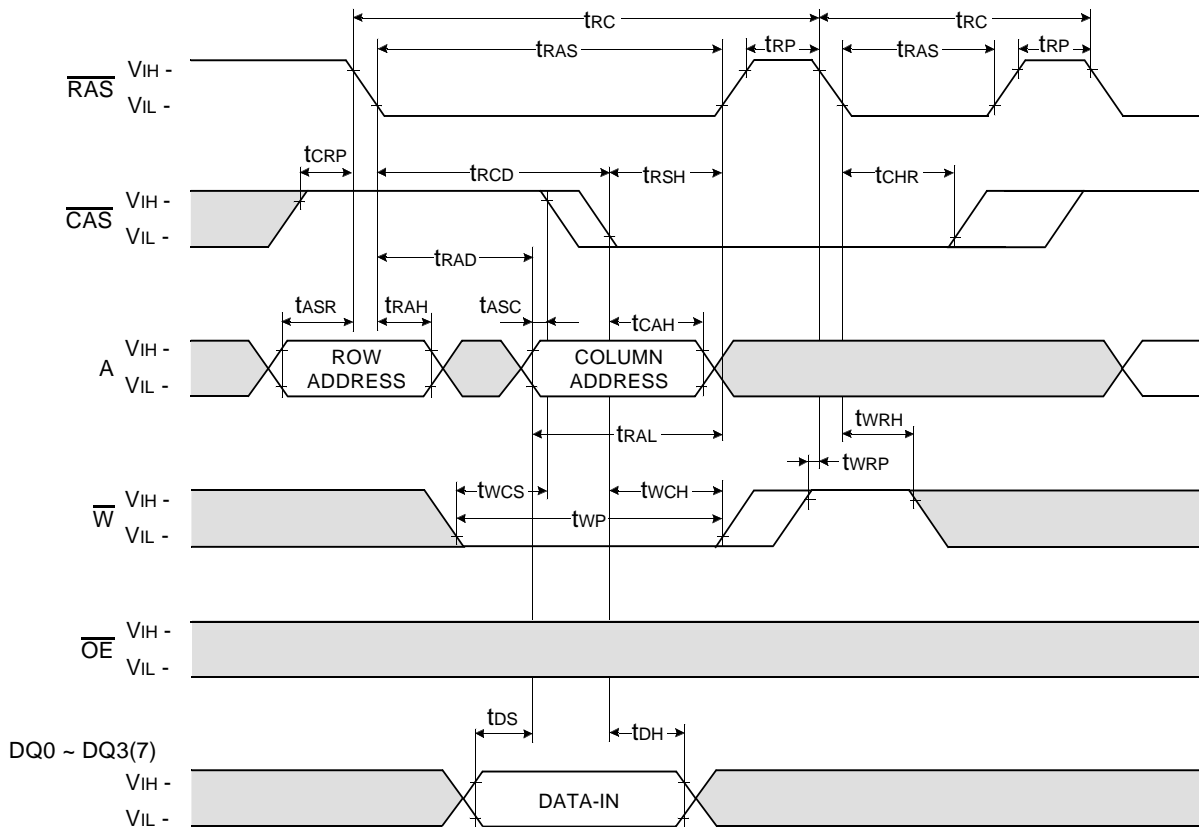 tRC tRC
tRAS tRP tRAS tRP
RAS VIH -
VIL -
tCRP tRCD tRSH tCHR
CAS VIH -
VIL -
tRAD
tASR tRAH tASC tCAH
A VIH -
VIL -
ROW
ADDRESS
COLUMN
ADDRESS
tRAL tWRH
tWRP
tWCS tWCH
W VIH -
VIL -
tWP
OE VIH -
VIL -
tDS tDH
DQ0 ~ DQ3(7)
VIH -
VIL -
DATA-IN